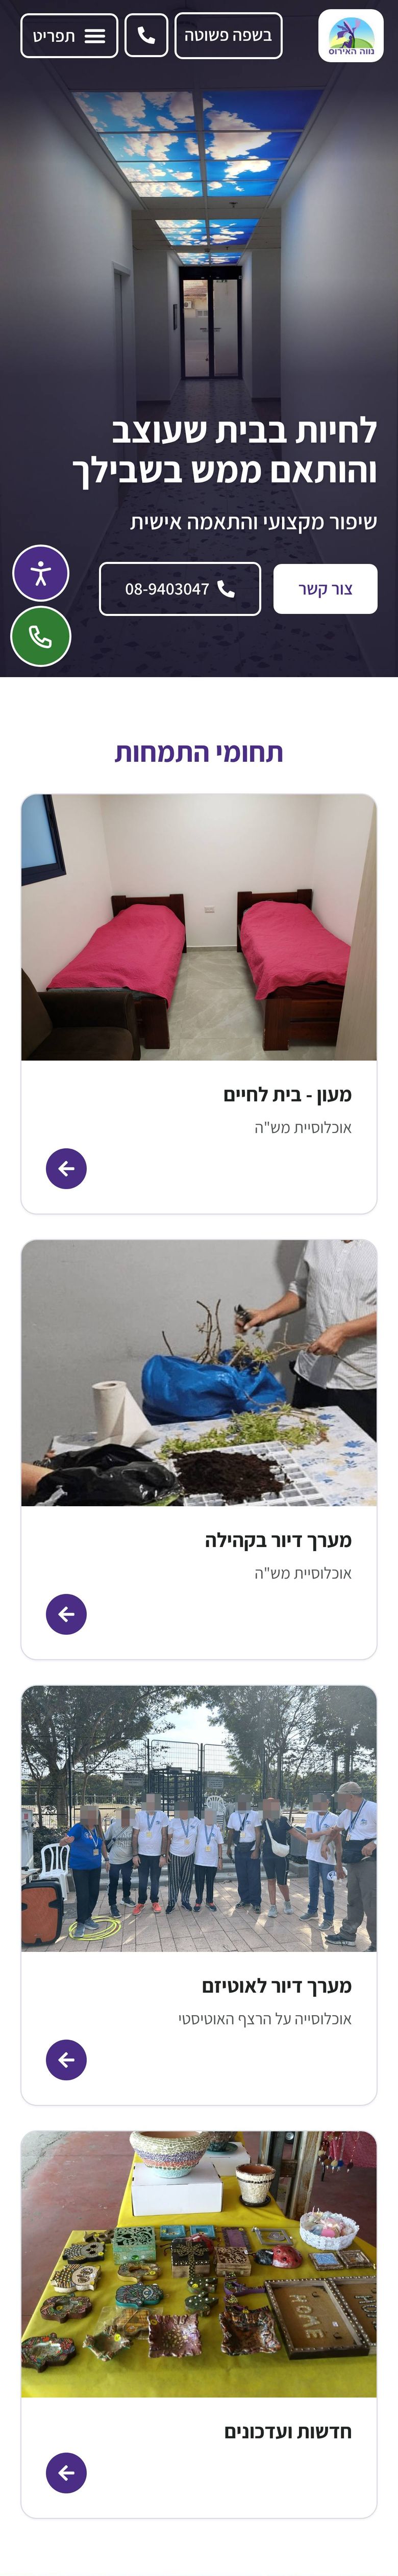 נווה האירוס
בשפה פשוטה
תפריט
לחיות בבית שעוצב
והותאם ממש בשבילך
שיפור מקצועי והתאמה אישית
צור קשר
08-9403047
תחומי התמחות
מעון - בית לחיים
אוכלוסיית מש"ה
מערך דיור בקהילה
אוכלוסיית מש"ה
מערך דיור לאוטיזם
אוכלוסייה על הרצף האוטיסטי
HOME
חדשות ועדכונים